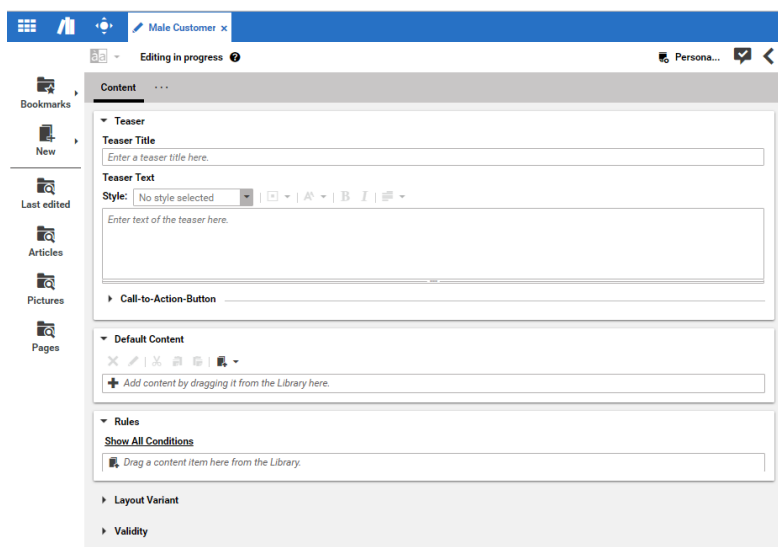 Male Customer ×
Editing in progress
Persona...
Bookmarks
New
Last edited
Articles
Pictures
Pages
Content ...
Teaser
Teaser Title
Enter a teaser title here.
Teaser Text
Style: No style selected B I
Enter text of the teaser here.
Call-to-Action-Button
Default Content
Add content by dragging it from the Library here.
Rules
Show All Conditions
Drag a content item here from the Library.
Layout Variant
Validity